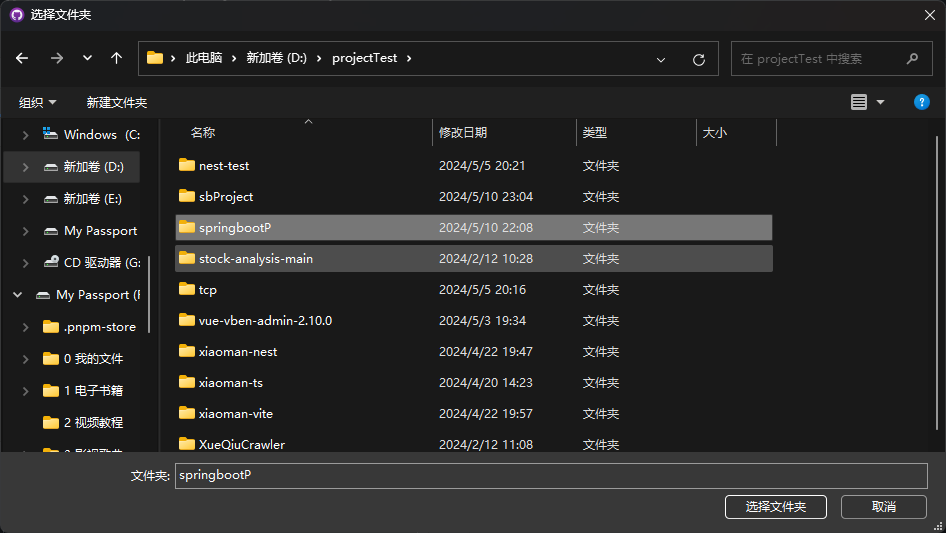 选择文件夹
此电脑 新加卷 (D:) projectTest
在 projectTest 中搜索
组织 新建文件夹
名称 修改日期 类型 大小
Windows (C:
新加卷 (D:)
新加卷 (E:)
My Passport
CD 驱动器 (G:
My Passport (F
.pnpm-store
0 我的文件
1 电子书籍
2 视频教程
nest-test 2024/5/5 20:21 文件夹
sbProject 2024/5/10 23:04 文件夹
springbootP 2024/5/10 22:08 文件夹
stock-analysis-main 2024/2/12 10:28 文件夹
tcp 2024/5/5 20:16 文件夹
vue-vben-admin-2.10.0 2024/5/3 19:34 文件夹
xiaoman-nest 2024/4/22 19:47 文件夹
xiaoman-ts 2024/4/20 14:23 文件夹
xiaoman-vite 2024/4/22 19:57 文件夹
XueQiuCrawler 2024/2/12 11:08 文件夹
文件夹: springbootP
选择文件夹 取消